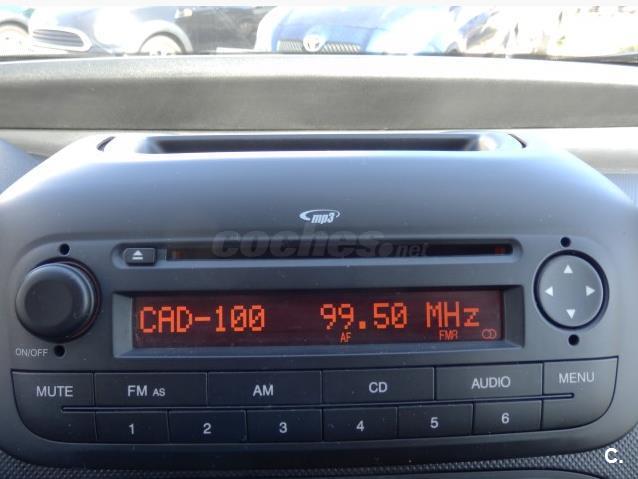 mp3
coches.net
CAD-100 99.50 MHz
AF FMR CD
ON/OFF
MUTE FM AS AM CD AUDIO MENU
1 2 3 4 5 6
C.